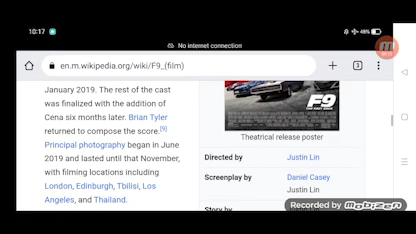 10:17
48%
No internet connection
en.m.wikipedia.org/wiki/F9_(film)
3
January 2019. The rest of the cast
was finalized with the addition of
Cena six months later. Brian Tyler
returned to compose the score.[9]
Principal photography began in June
2019 and lasted until that November,
with filming locations including
London, Edinburgh, Tbilisi, Los
Angeles, and Thailand.
F9
THE FAST SAGA
Theatrical release poster
Directed by Justin Lin
Screenplay by Daniel Casey
Justin Lin
Story by
Recorded by
mobizen